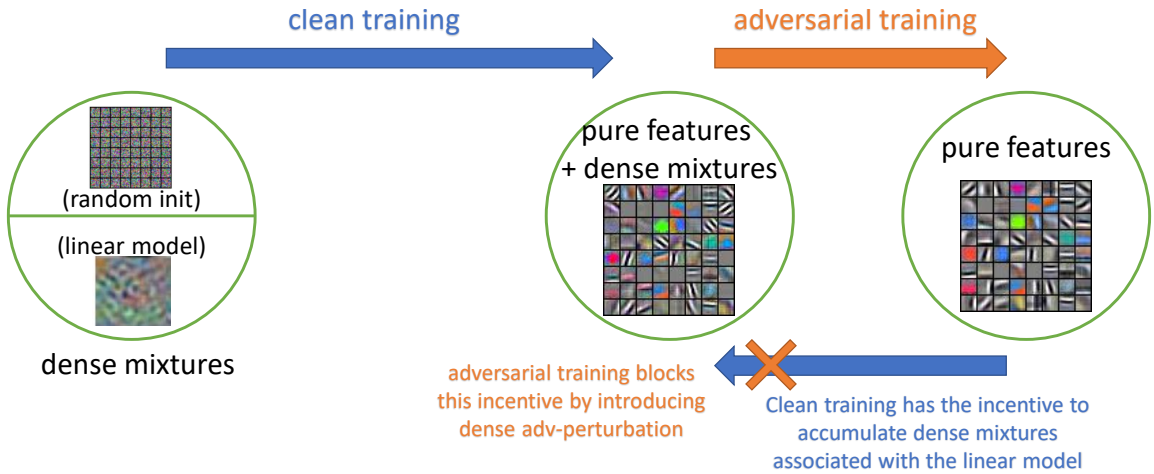 clean training
adversarial training
(random init)
(linear model)
dense mixtures
pure features
+ dense mixtures
pure features
adversarial training blocks
this incentive by introducing
dense adv-perturbation
Clean training has the incentive to
accumulate dense mixtures
associated with the linear model